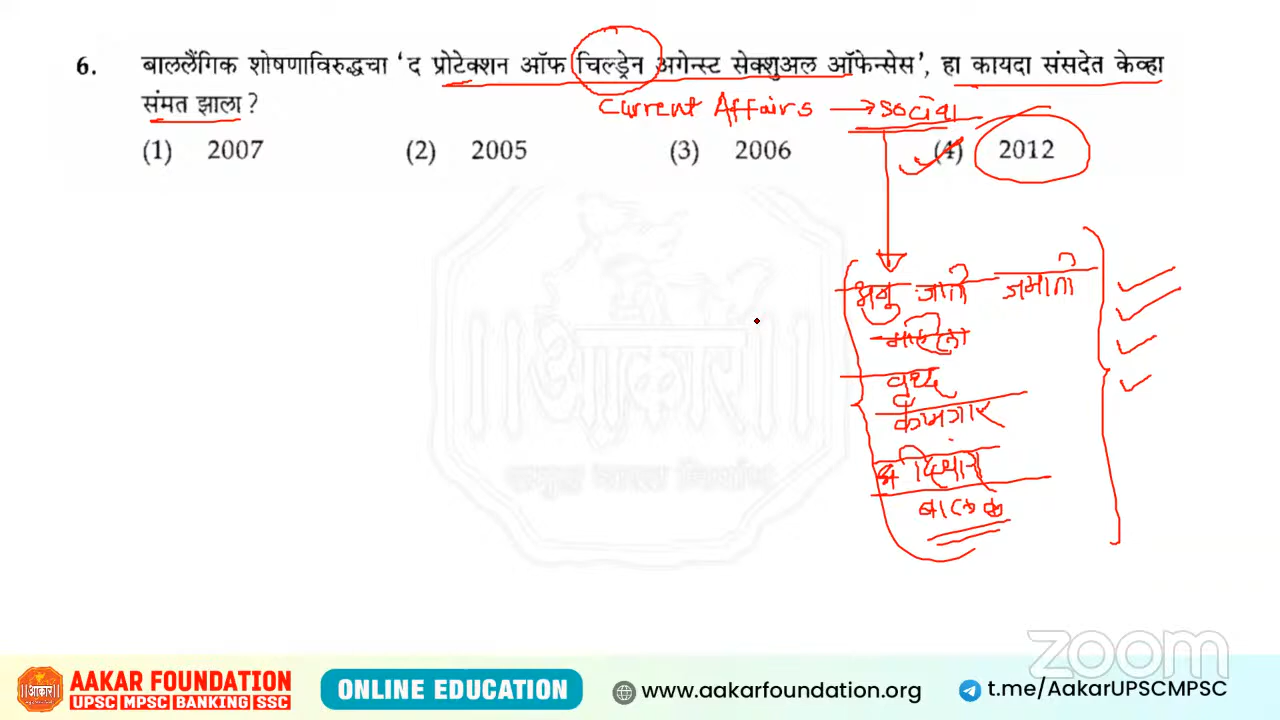 6. बाललैंगिक शोषणाविरुद्धचा ‘द प्रोटेक्शन ऑफ चिल्ड्रेन अगेन्स्ट सेक्शुअल ऑफेन्सेस’, हा कायदा संसदेत केव्हा
संमत झाला ?
Current Affairs → social
(1) 2007 (2) 2005 (3) 2006 (4) 2012
अनु जाती जमाती
महिला
वृध्द
कामगार
दिव्यांग
बालक
आकार
zoom
आकार AAKAR FOUNDATION
UPSC MPSC BANKING SSC
ONLINE EDUCATION
www.aakarfoundation.org
t.me/AakarUPSCMPSC